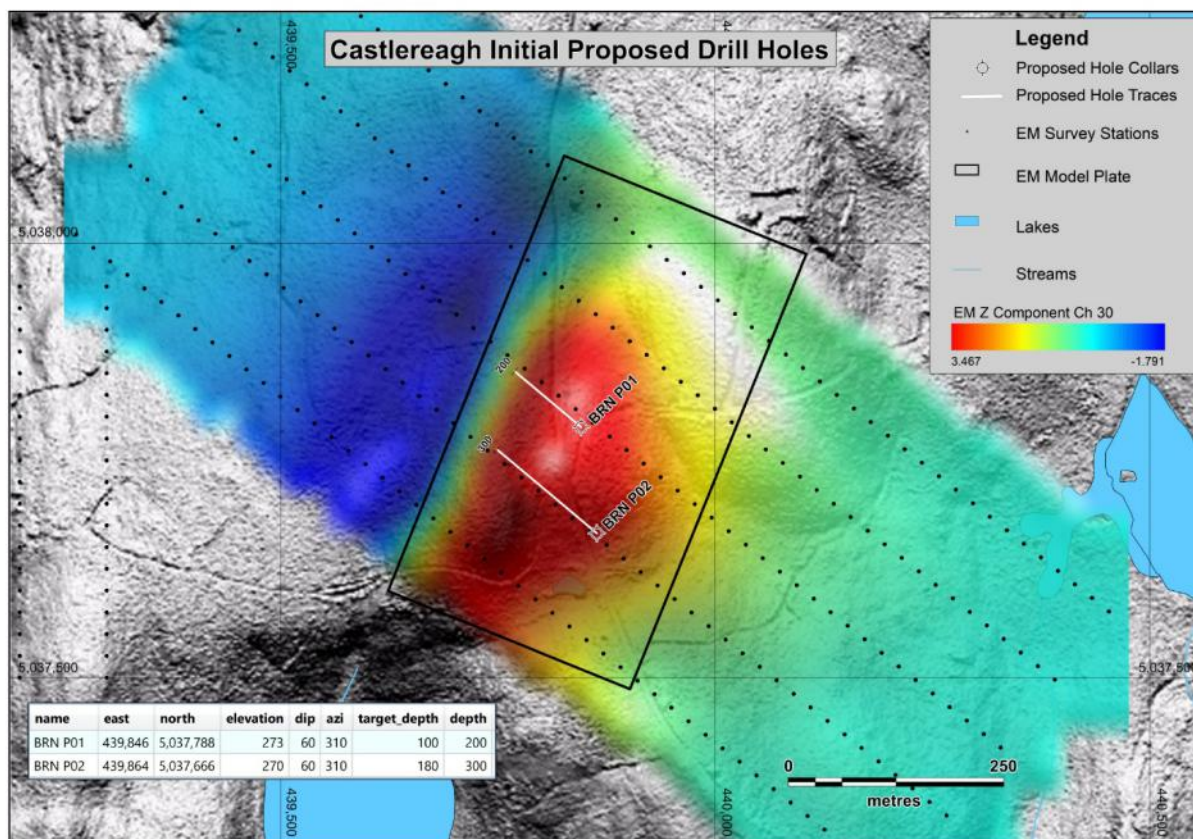 Castlereagh Initial Proposed Drill Holes
439,500
440,000
Legend
Proposed Hole Collars
Proposed Hole Traces
EM Survey Stations
EM Model Plate
Lakes
Streams
EM Z Component Ch 30
3.467 -1.791
5,038,000
200
BRN P01
300
BRN P02
5,037,500 5,037,500
name east north elevation dip azi target_depth depth
BRN P01 439,846 5,037,788 273 60 310 100 200
BRN P02 439,864 5,037,666 270 60 310 180 300
0 250
metres
439,500
440,000
440,500